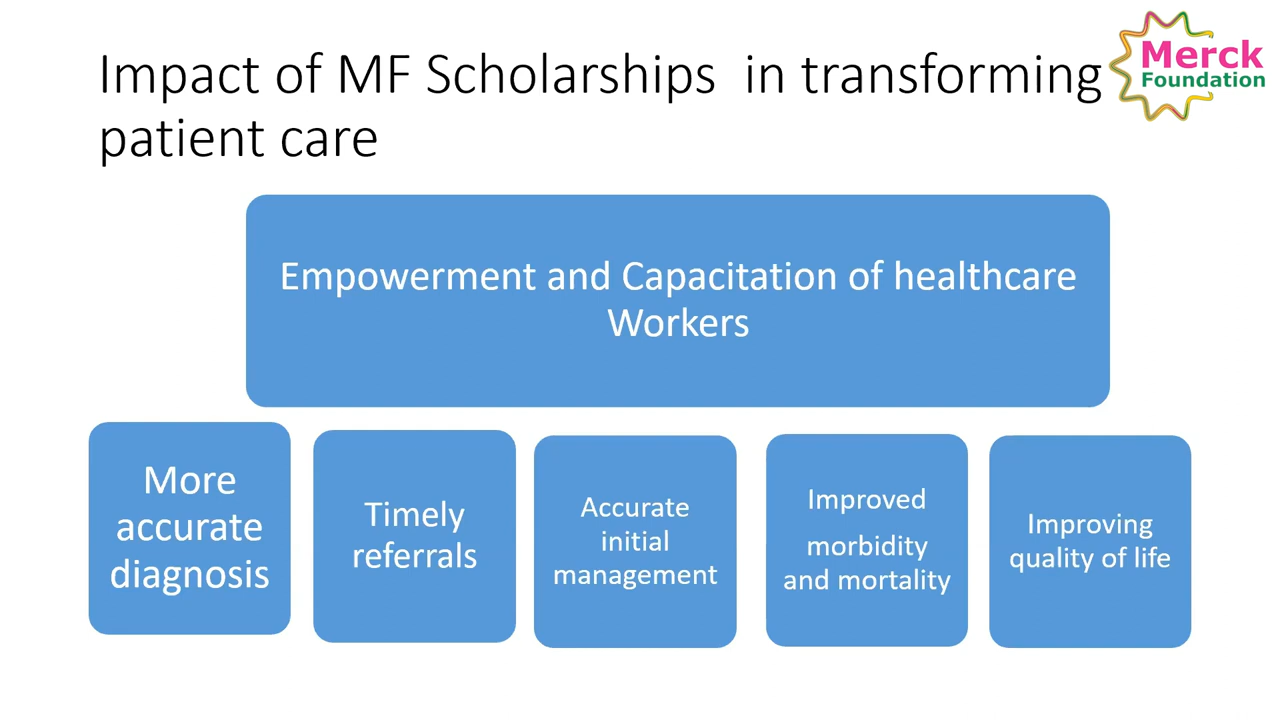 Impact of MF Scholarships  in transforming
patient care
Merck
Foundation
Empowerment and Capacitation of healthcare
Workers
More
accurate
diagnosis
Timely
referrals
Accurate
initial
management
Improved
morbidity
and mortality
Improving
quality of life